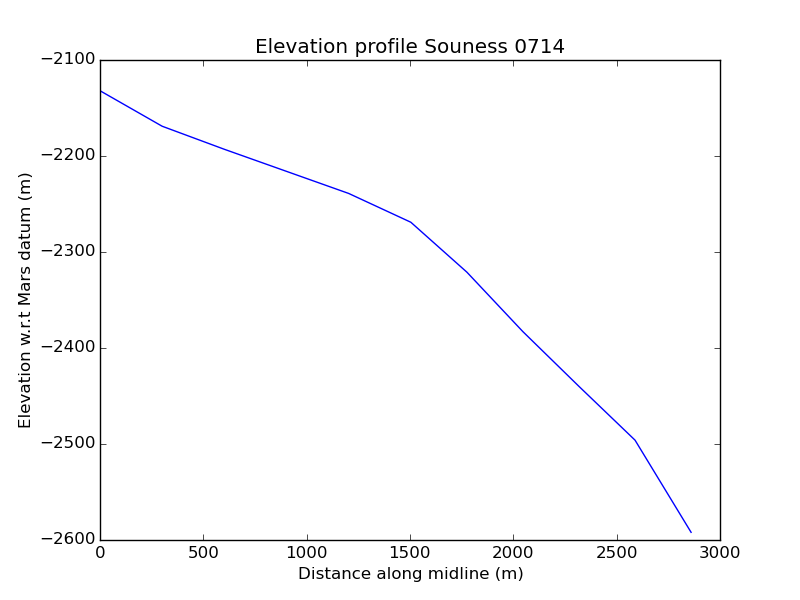 Elevation profile Souness 0714
−2100
−2200
−2300
−2400
−2500
−2600
Elevation w.r.t Mars datum (m)
0 500 1000 1500 2000 2500 3000
Distance along midline (m)